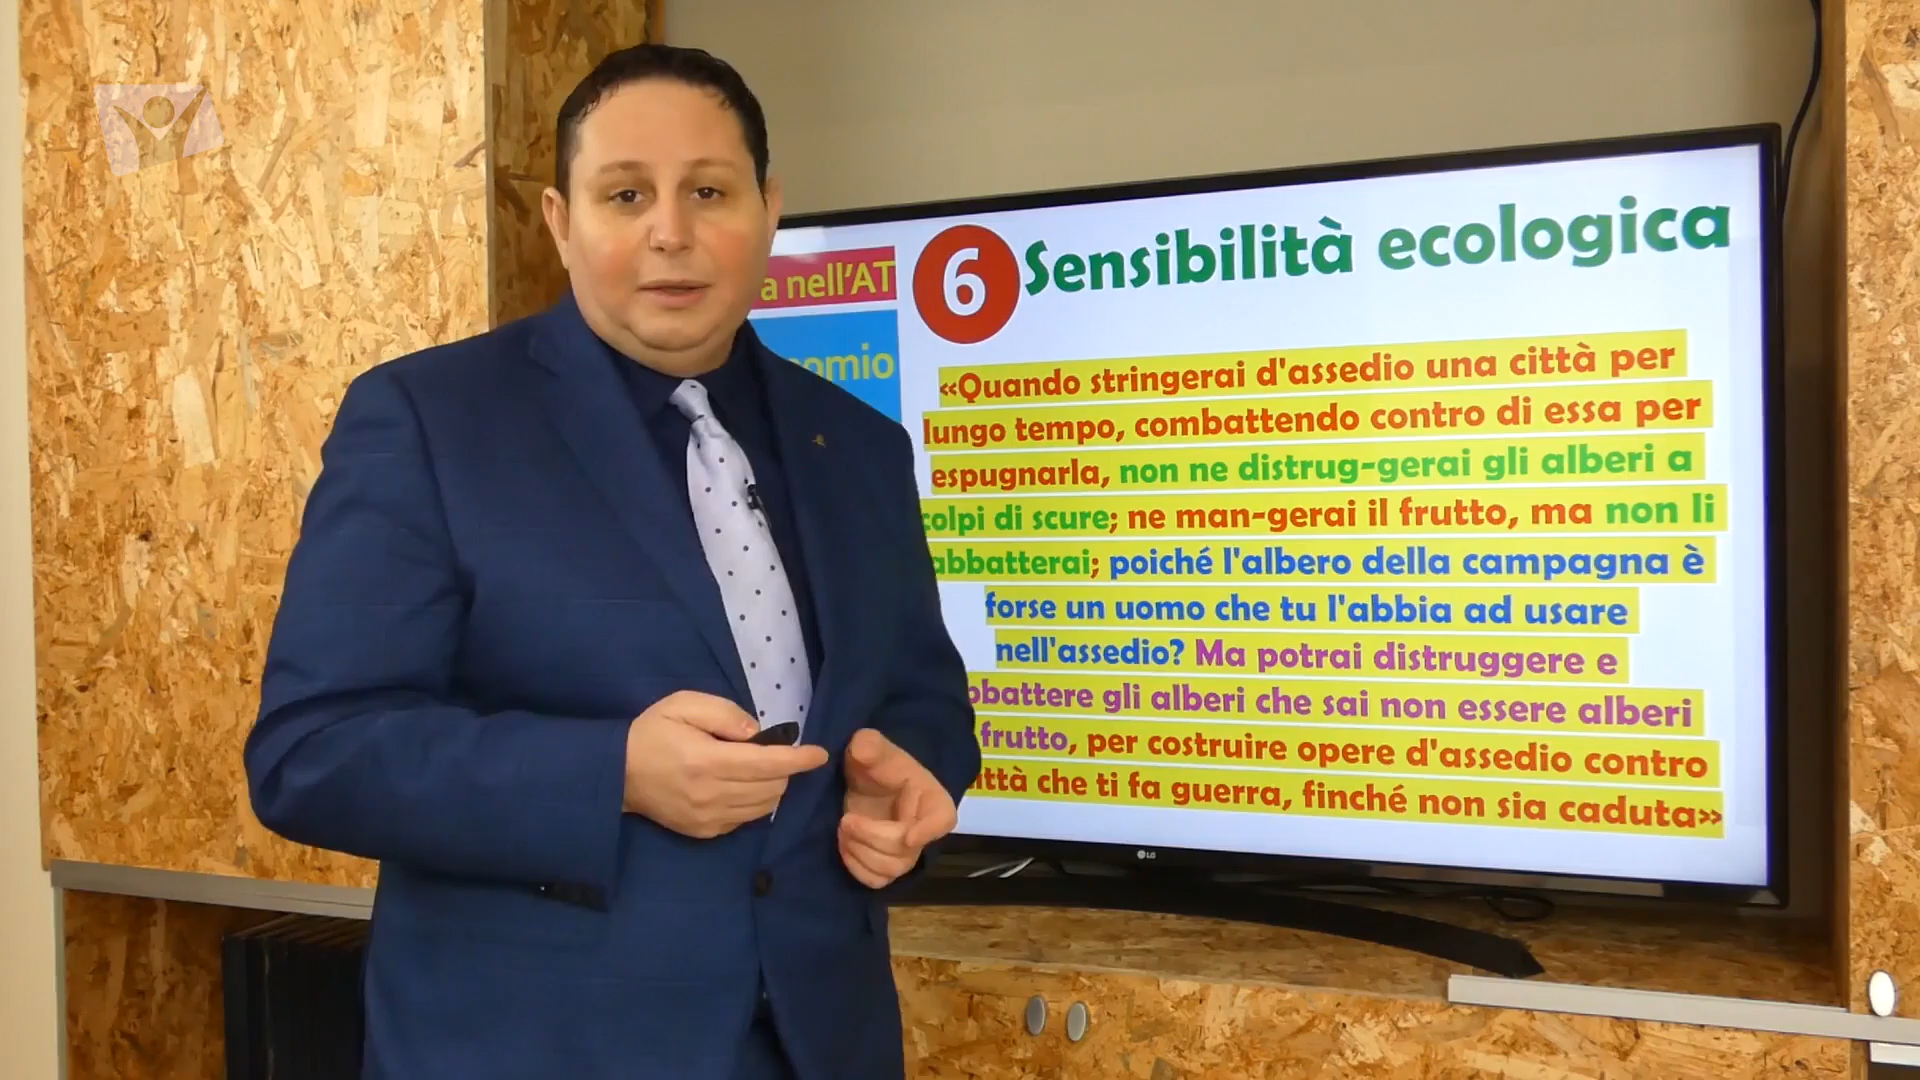 a nell'AT
6 Sensibilità ecologica
«Quando stringerai d'assedio una città per
lungo tempo, combattendo contro di essa per
espugnarla, non ne distrug-gerai gli alberi a
colpi di scure; ne man-gerai il frutto, ma non li
abbatterai; poiché l'albero della campagna è
forse un uomo che tu l'abbia ad usare
nell'assedio? Ma potrai distruggere e
bbattere gli alberi che sai non essere alberi
frutto, per costruire opere d'assedio contro
ittà che ti fa guerra, finché non sia caduta»
nomio
LG